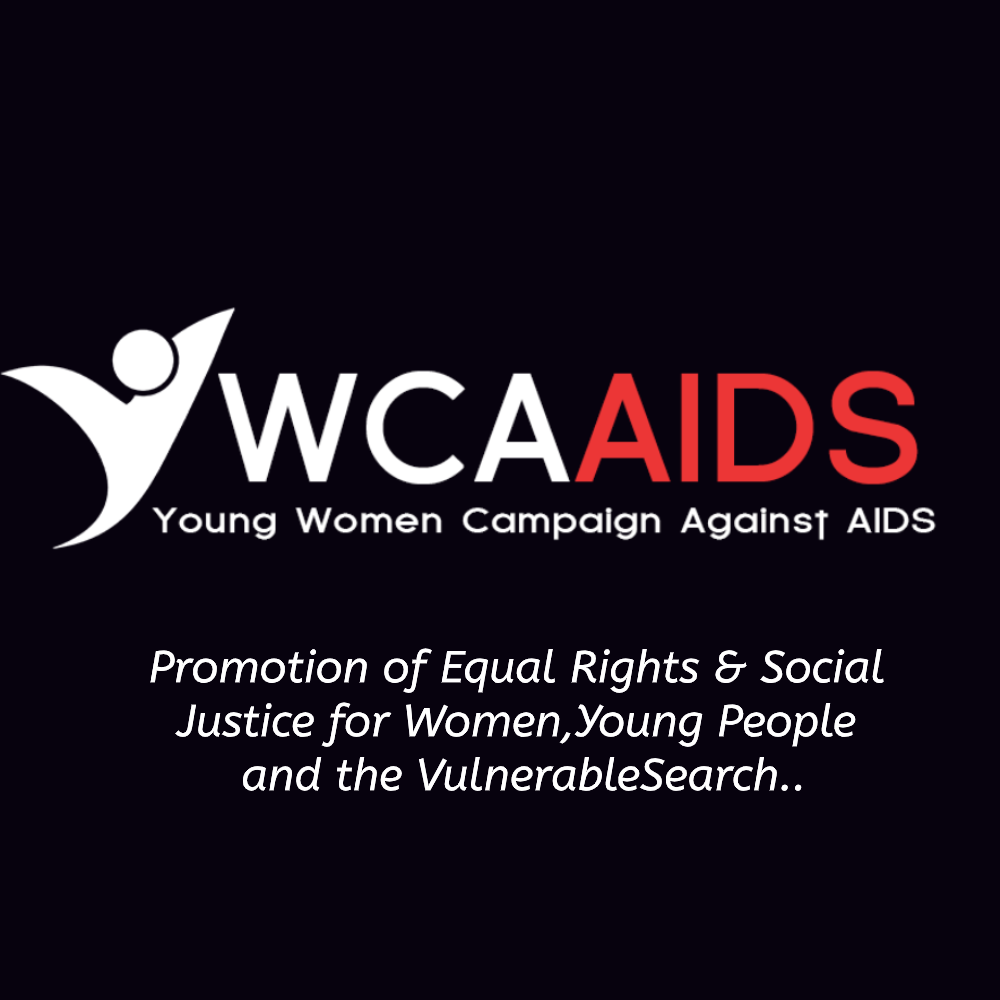 YWCAAIDS
Young Women Campaign Against AIDS
Promotion of Equal Rights & Social
Justice for Women,Young People
and the VulnerableSearch..